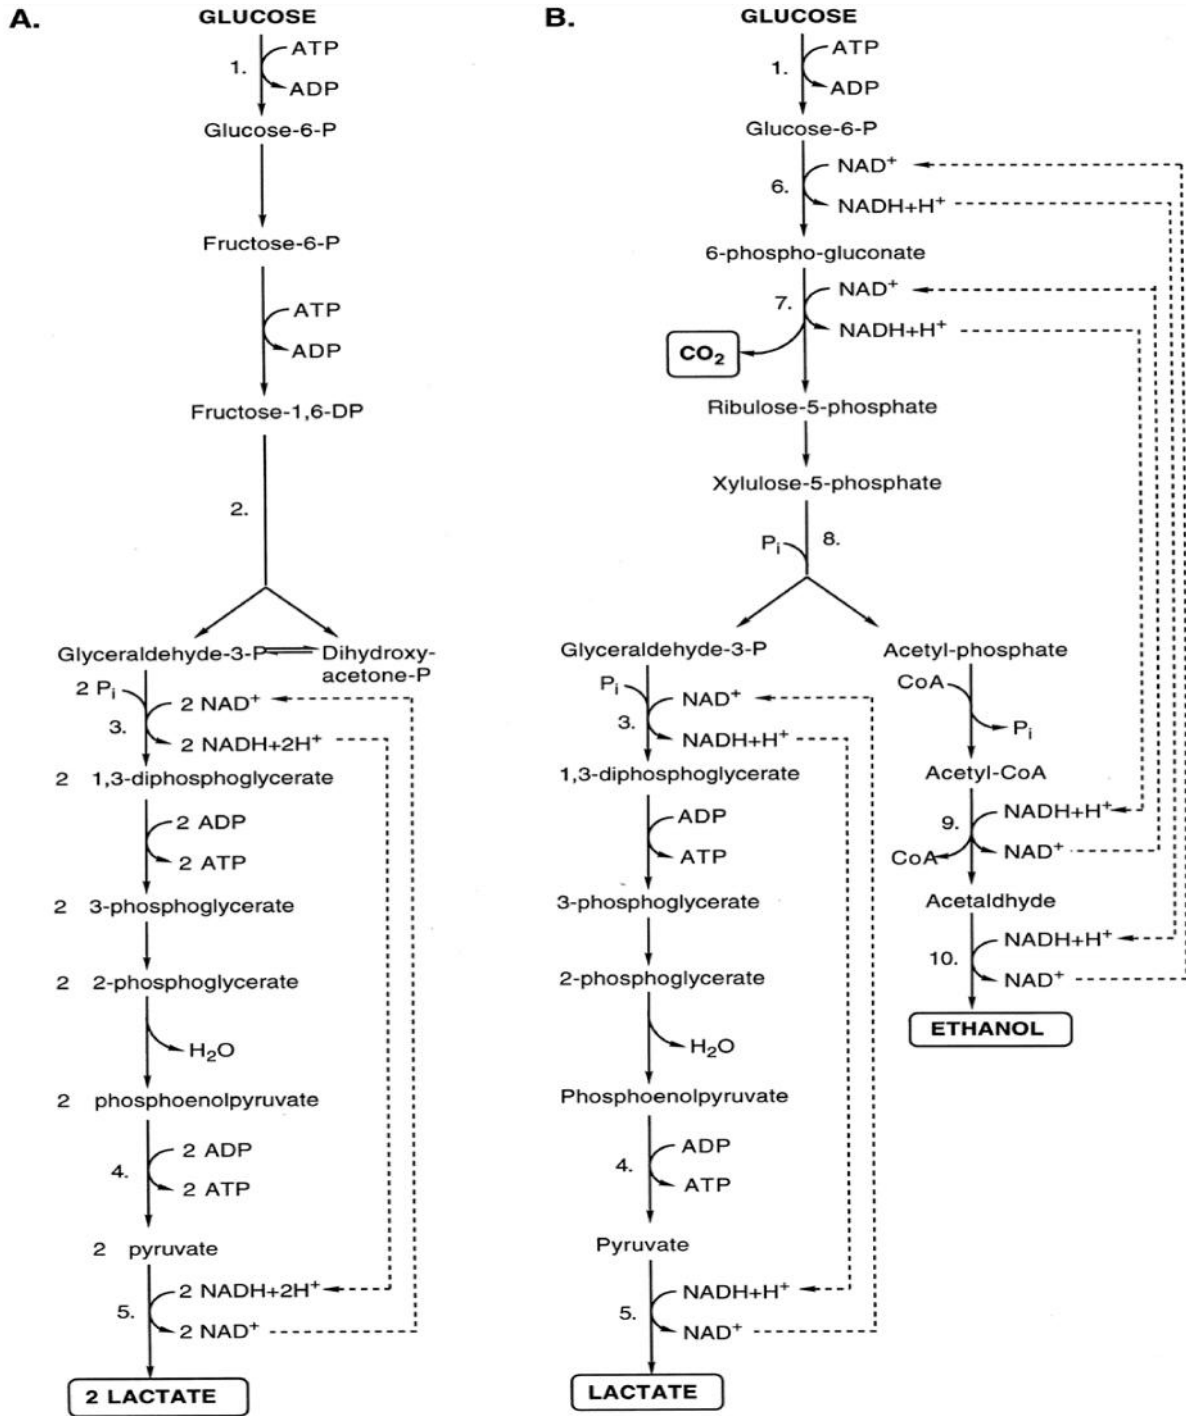 A.
GLUCOSE
1.
ATP
ADP
Glucose-6-P
Fructose-6-P
ATP
ADP
Fructose-1,6-DP
2.
Glyceraldehyde-3-P
Dihydroxy-
acetone-P
2 Pi
2 NAD+
3.
2 NADH+2H+
2 1,3-diphosphoglycerate
2 ADP
2 ATP
2 3-phosphoglycerate
2 2-phosphoglycerate
H2O
2 phosphoenolpyruvate
2 ADP
4.
2 ATP
2 pyruvate
2 NADH+2H+
5.
2 NAD+
2 LACTATE
B.
GLUCOSE
1.
ATP
ADP
Glucose-6-P
NAD+
6.
NADH+H+
6-phospho-gluconate
NAD+
7.
NADH+H+
CO2
Ribulose-5-phosphate
Xylulose-5-phosphate
Pi
8.
Glyceraldehyde-3-P
Pi
NAD+
3.
NADH+H+
1,3-diphosphoglycerate
ADP
ATP
3-phosphoglycerate
2-phosphoglycerate
H2O
Phosphoenolpyruvate
ADP
4.
ATP
Pyruvate
NADH+H+
5.
NAD+
LACTATE
Acetyl-phosphate
CoA
Pi
Acetyl-CoA
NADH+H+
9.
CoA
NAD+
Acetaldhyde
NADH+H+
10.
NAD+
ETHANOL